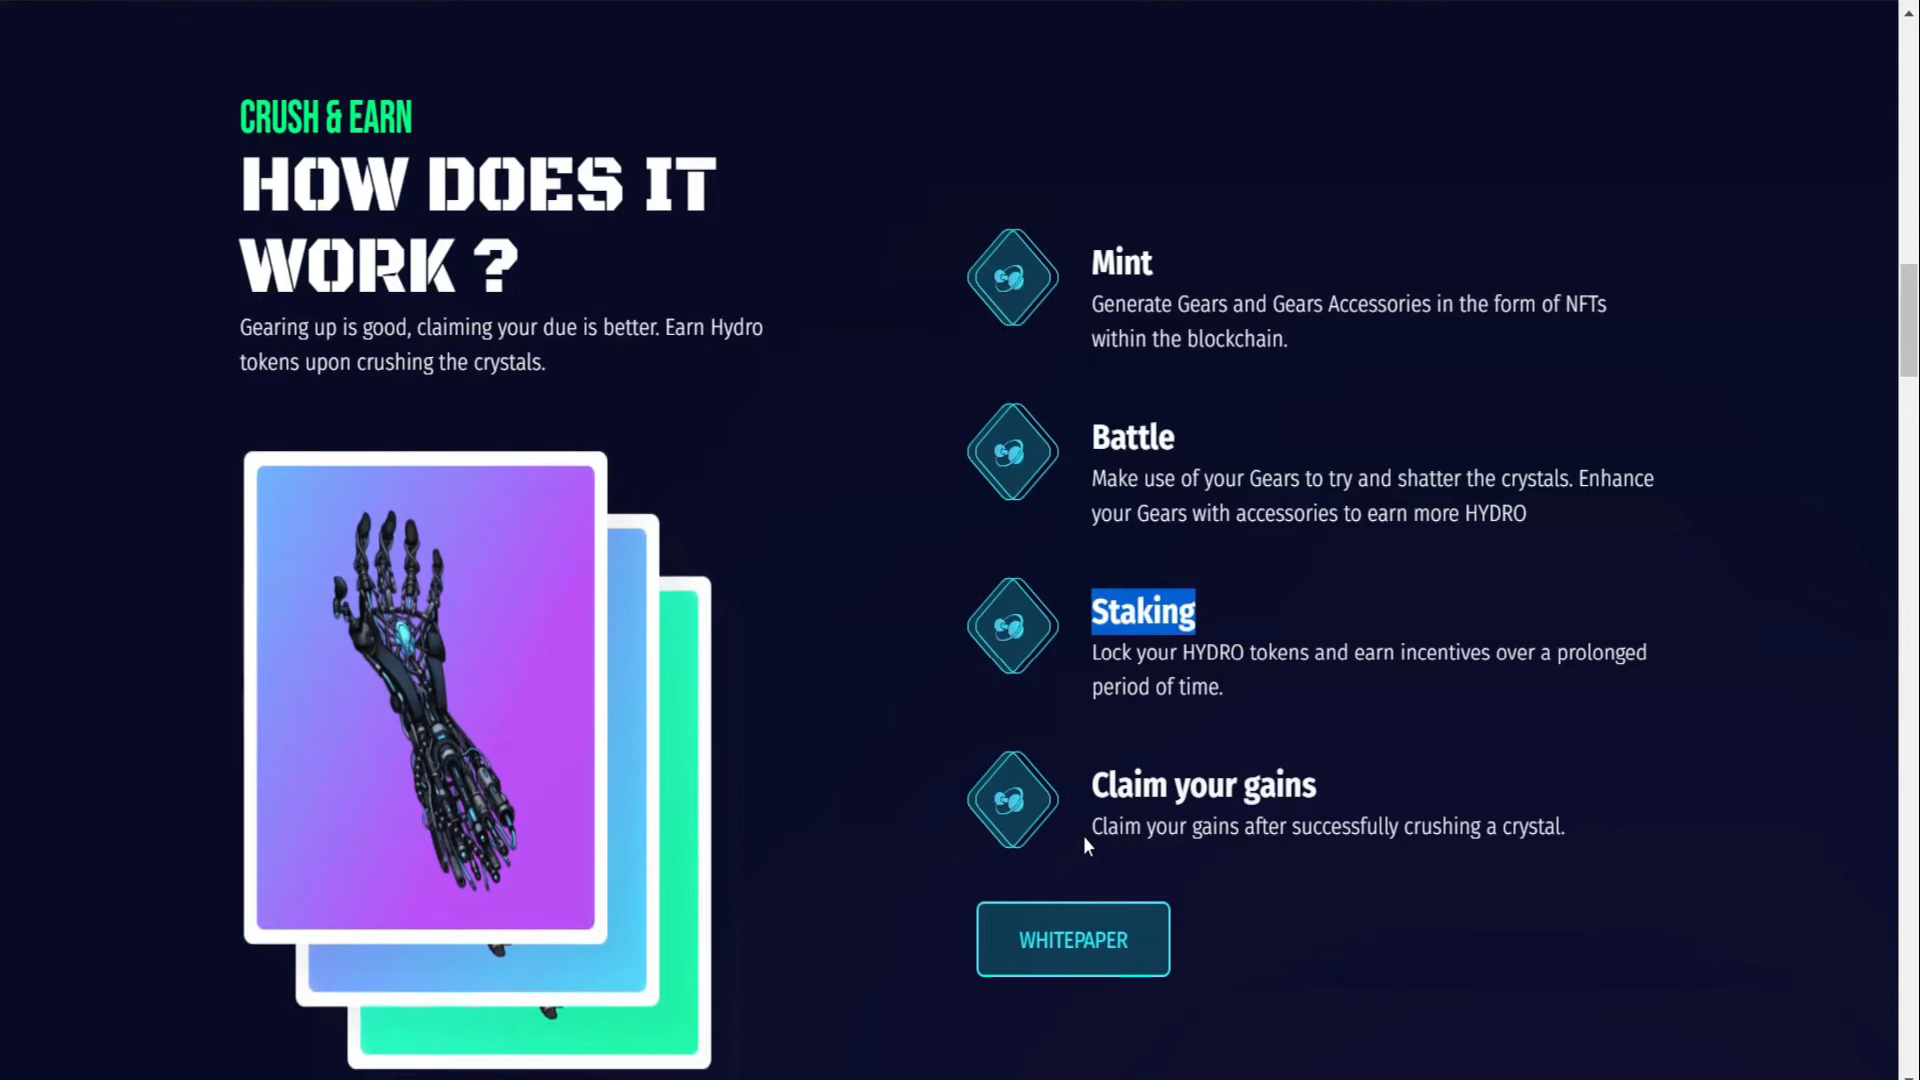 CRUSH & EARN
HOW DOES IT
WORK ?
Gearing up is good, claiming your due is better. Earn Hydro
tokens upon crushing the crystals.
Mint
Generate Gears and Gears Accessories in the form of NFTs
within the blockchain.
Battle
Make use of your Gears to try and shatter the crystals. Enhance
your Gears with accessories to earn more HYDRO
Staking
Lock your HYDRO tokens and earn incentives over a prolonged
period of time.
Claim your gains
Claim your gains after successfully crushing a crystal.
WHITEPAPER